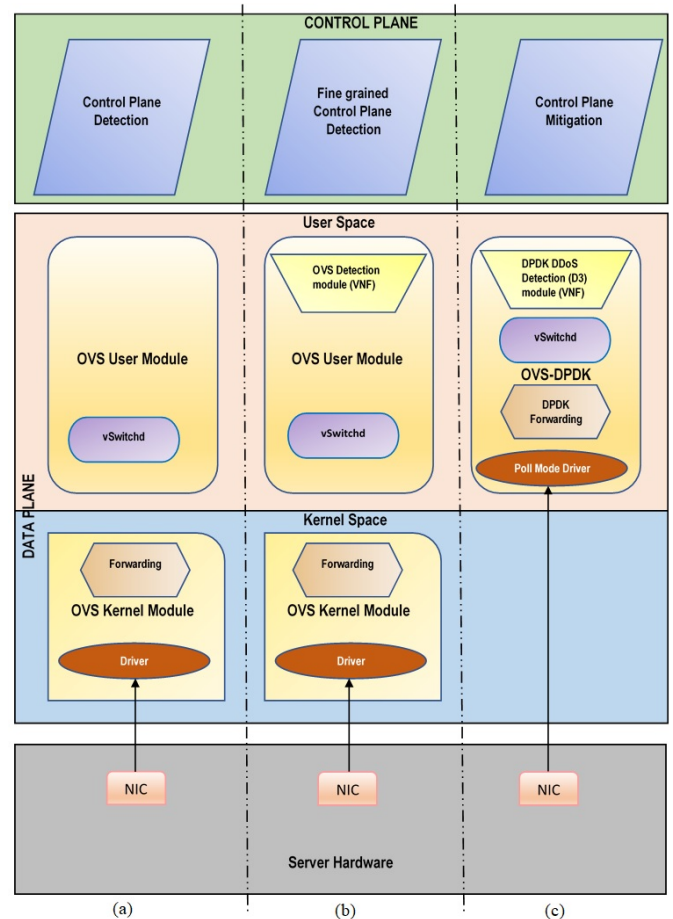 CONTROL PLANE
Control Plane
Detection
Fine grained
Control Plane
Detection
Control Plane
Mitigation
User Space
OVS User Module
vSwitchd
OVS Detection
module (VNF)
OVS User Module
vSwitchd
DPDK DDoS
Detection (D3)
module (VNF)
vSwitchd
OVS-DPDK
DPDK
Forwarding
Poll Mode Driver
DATA PLANE
Kernel Space
Forwarding
OVS Kernel Module
Driver
Forwarding
OVS Kernel Module
Driver
NIC
NIC
NIC
Server Hardware
(a)
(b)
(c)